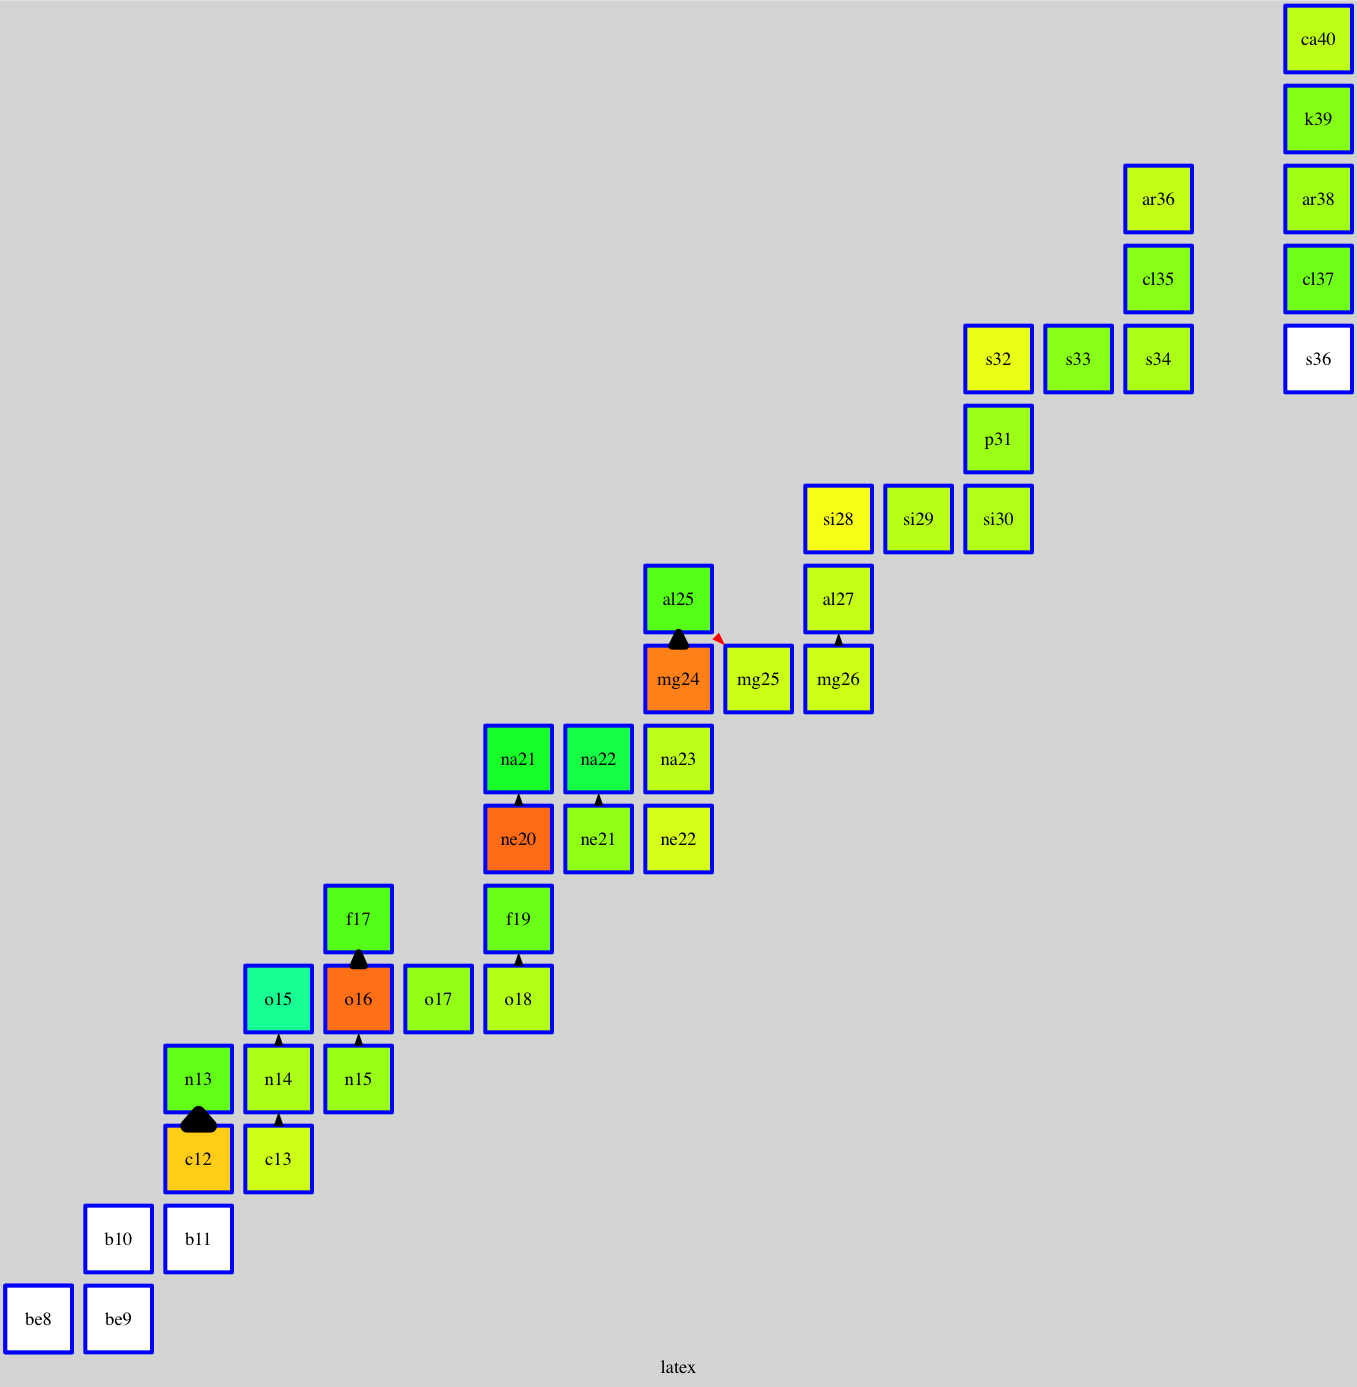 ca40
k39
ar36 ar38
cl35 cl37
s32 s33 s34 s36
p31
si28 si29 si30
al25 al27
mg24 mg25 mg26
na21 na22 na23
ne20 ne21 ne22
f17 f19
o15 o16 o17 o18
n13 n14 n15
c12 c13
b10 b11
be8 be9
latex